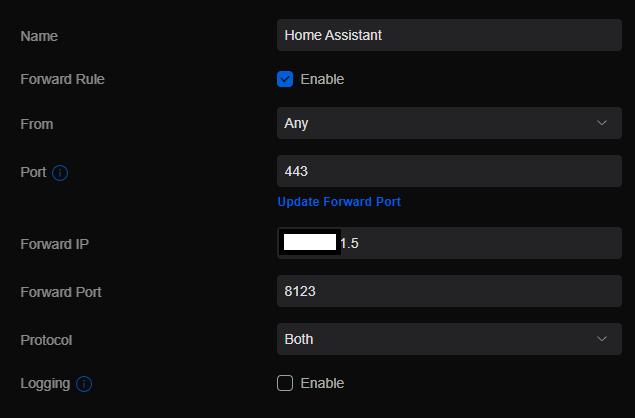 Name
Home Assistant
Forward Rule
Enable
From
Any
Port
443
Update Forward Port
Forward IP
1.5
Forward Port
8123
Protocol
Both
Logging
Enable